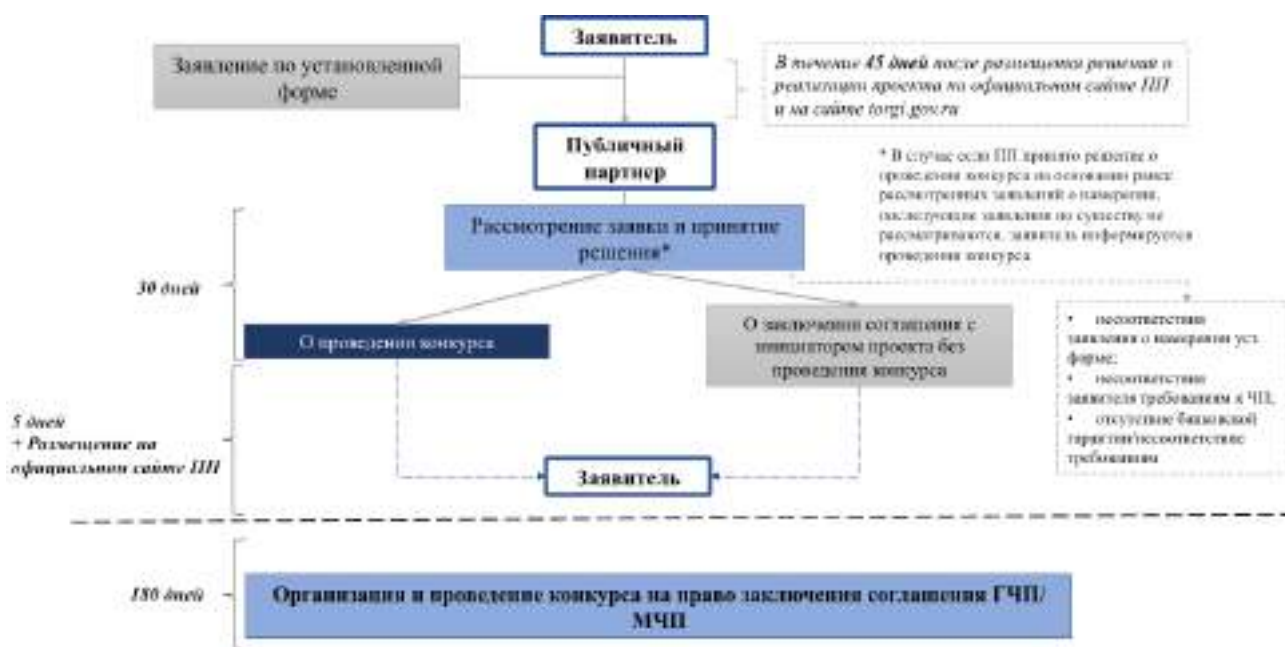 Заявитель
Заявление по установленной
форме
В течение 45 дней после размещения решения о
реализации проекта на официальном сайте ПП
и на сайте torgi.gov.ru
Публичный
партнер
* В случае если ПП принято решение о
проведении конкурса на основании ранее
рассмотренных заявлений о намерении,
последующие заявления по существу не
рассматриваются, заявитель информируется
проведения конкурса
Рассмотрение заявки и принятие
решения*
30 дней
О проведении конкурса
О заключении соглашения с
инициатором проекта без
проведения конкурса
• несоответствие
заявления о намерении уст.
форме;
• несоответствие
заявителя требованиям к ЧП;
• отсутствие банковской
гарантии/несоответствие
требованиям
5 дней
+ Размещение на
официальном сайте ПП
Заявитель
180 дней
Организация и проведение конкурса на право заключения соглашения ГЧП/
МЧП